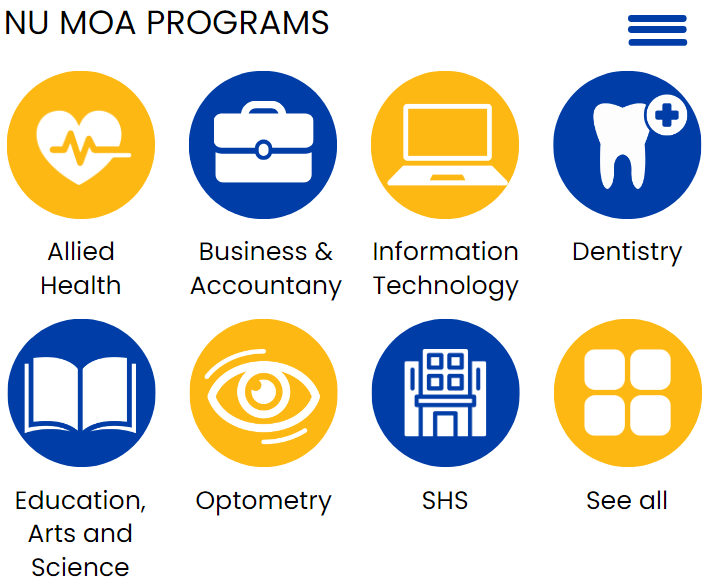 NU MOA PROGRAMS
Allied
Health
Business &
Accountany
Information
Technology
Dentistry
Education,
Arts and
Science
Optometry
SHS
See all